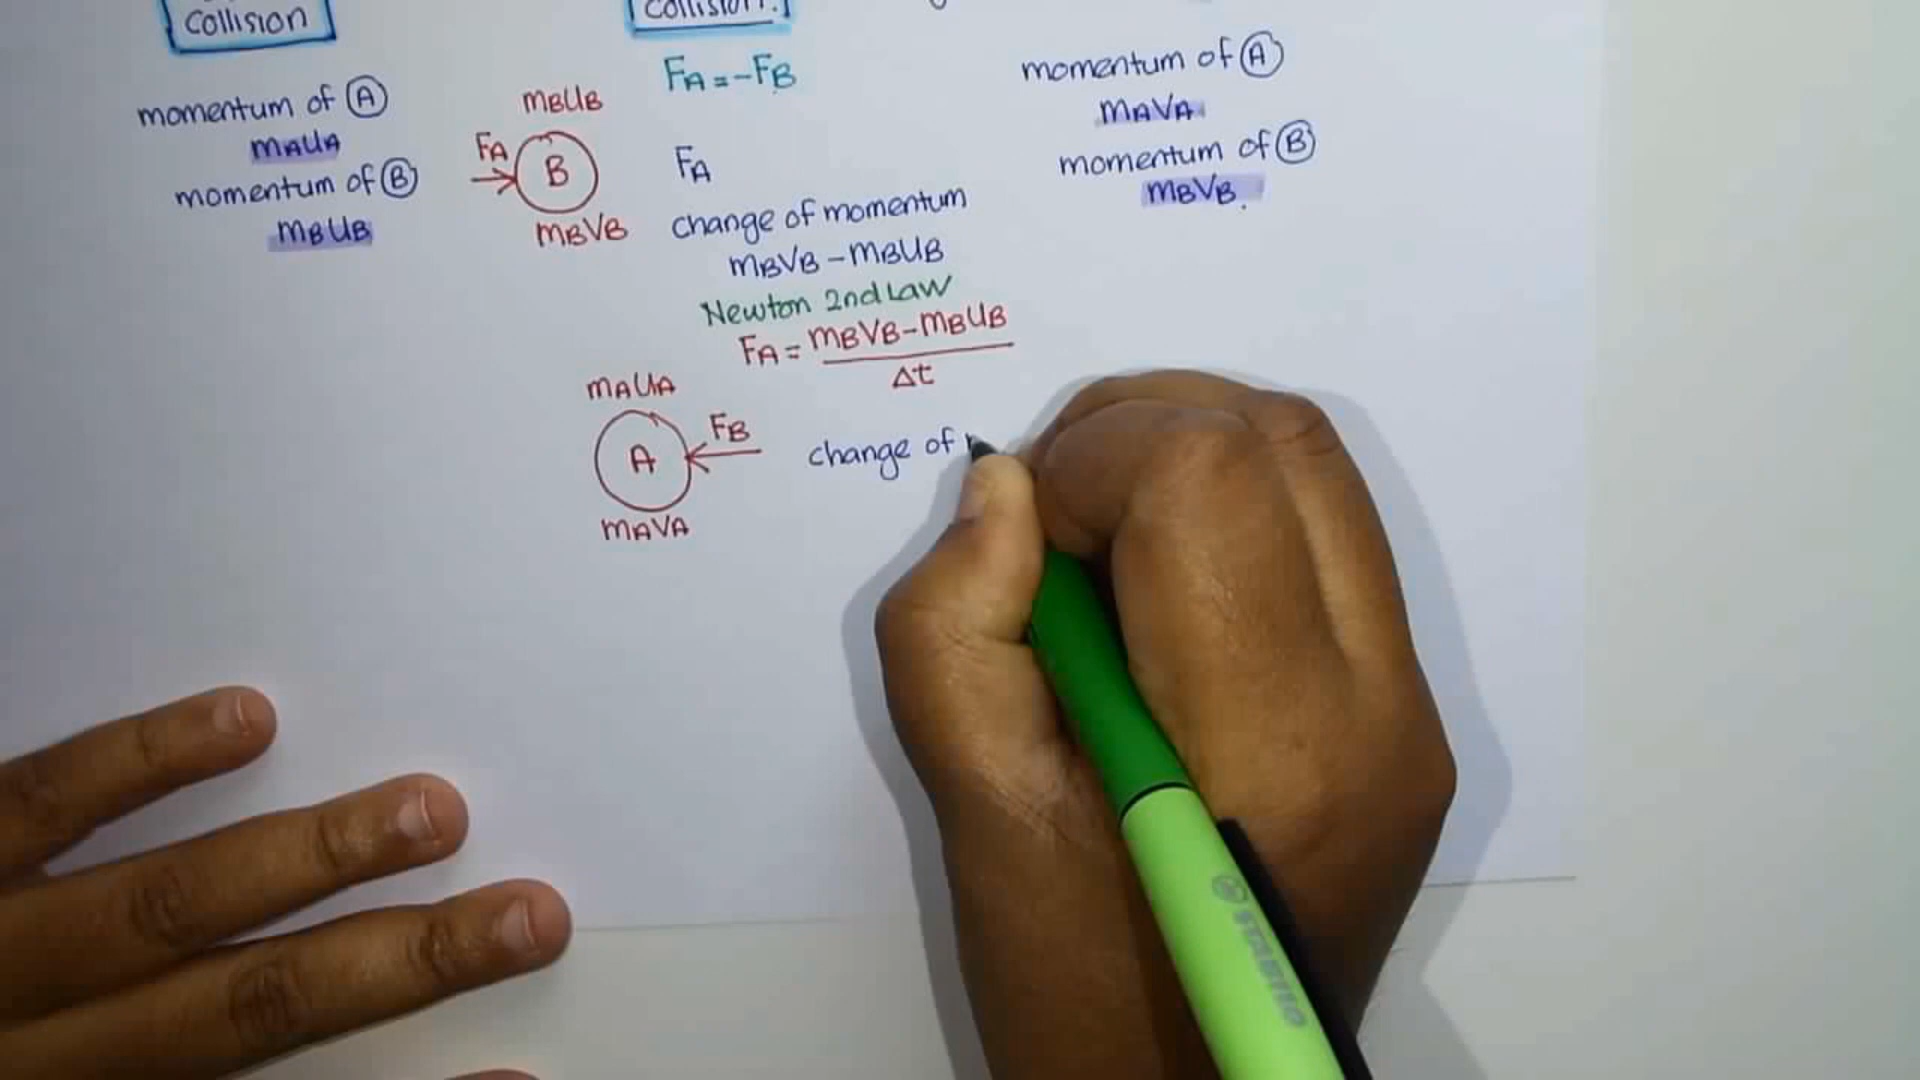 Collision
momentum of A
mAUA
momentum of B
mBUB
Collision.
FA = -FB
mBUB
FA
B
mBVB
FA
change of momentum
mBVB - mBUB
Newton 2nd Law
FA = mBVB - mBUB
Δt
mAUA
A
FB
mAVA
change of
momentum of A
mAVA
momentum of B
mBVB.
STABILO